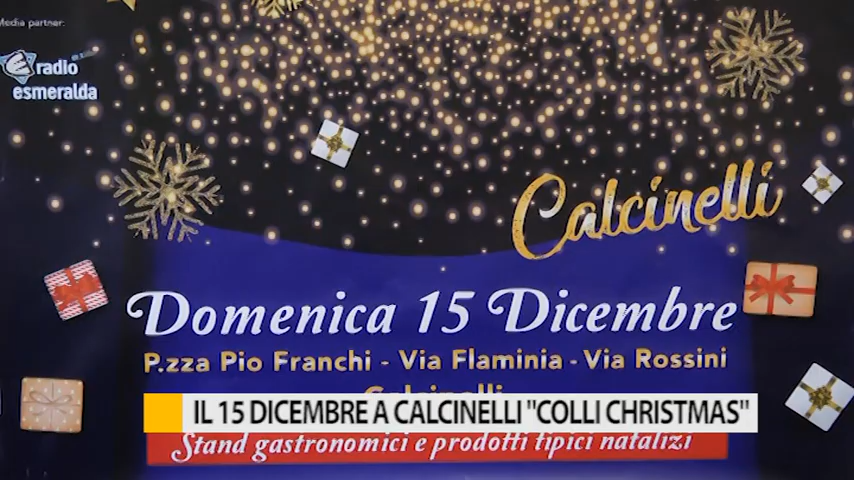 Media partner:
radio
esmeralda
Calcinelli
Domenica 15 Dicembre
P.zza Pio Franchi - Via Flaminia - Via Rossini
Calcinelli
IL 15 DICEMBRE A CALCINELLI "COLLI CHRISTMAS"
Stand gastronomici e prodotti tipici natalizi